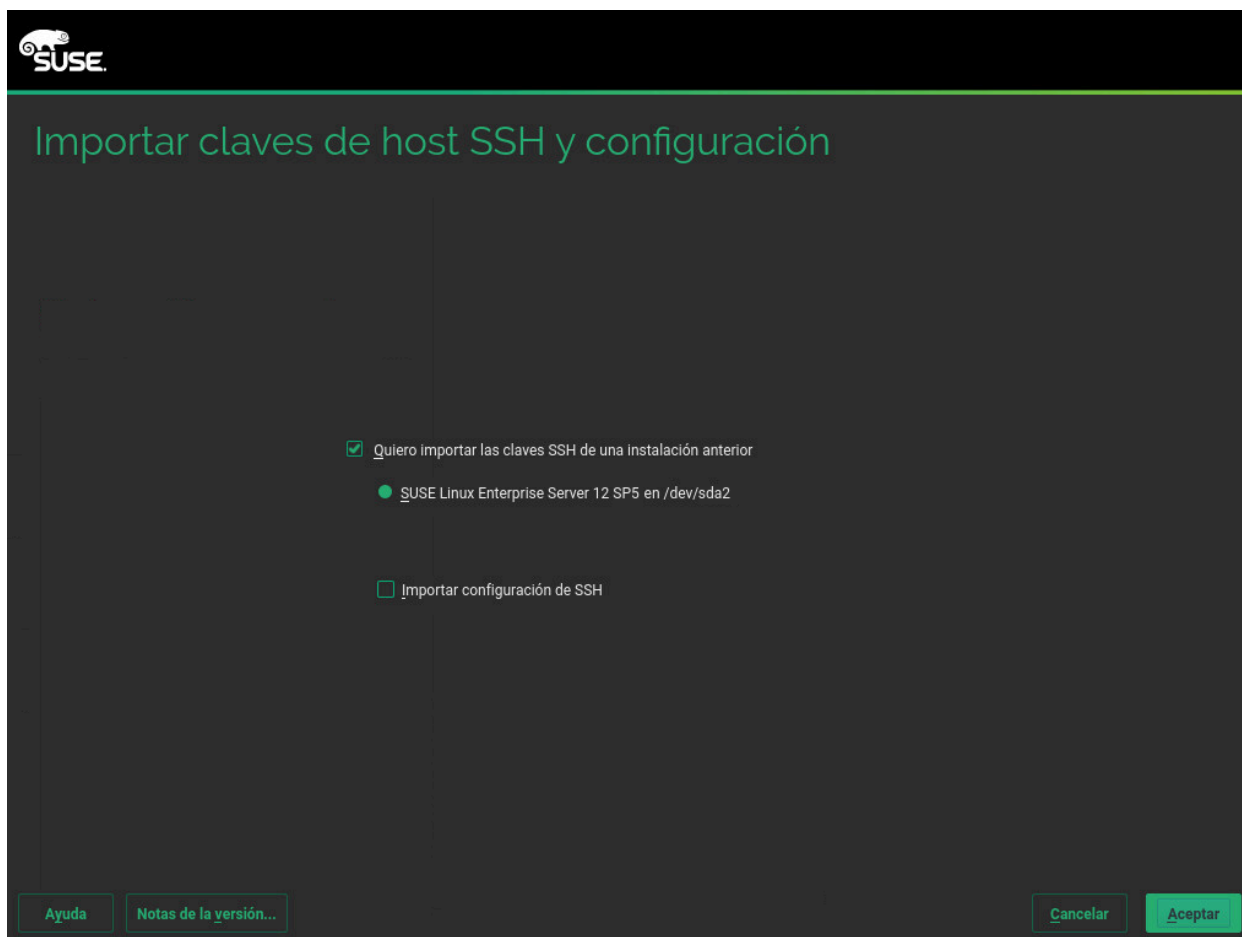 SUSE.
Importar claves de host SSH y configuración
Quiero importar las claves SSH de una instalación anterior
SUSE Linux Enterprise Server 12 SP5 en /dev/sda2
Importar configuración de SSH
Ayuda
Notas de la versión...
Cancelar
Aceptar